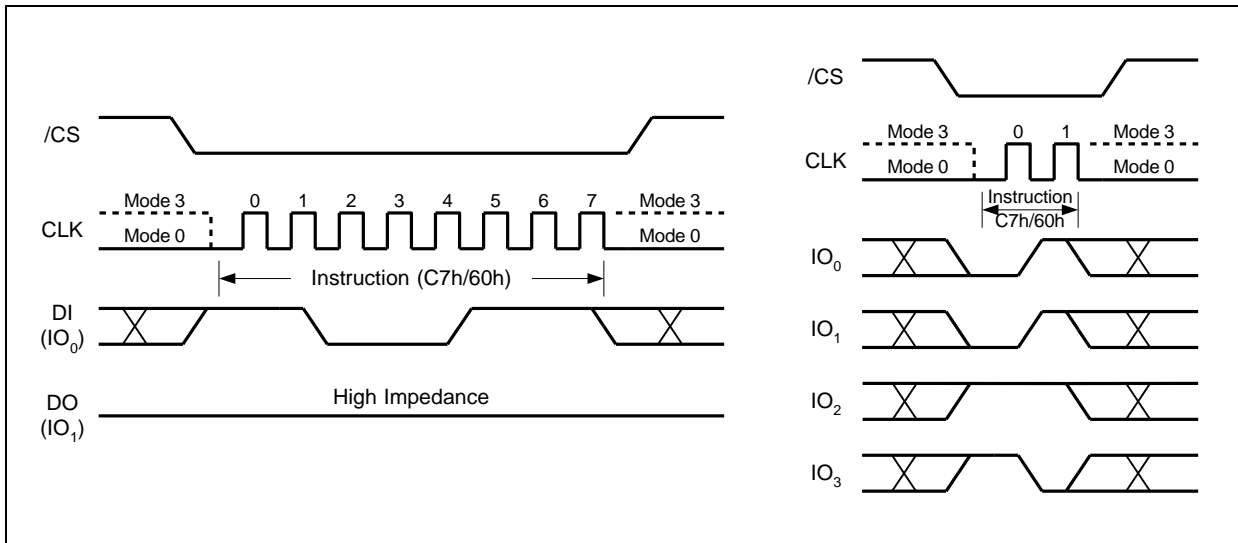 /CS
Mode 3 0 1 2 3 4 5 6 7 Mode 3
CLK
Mode 0 Mode 0
Instruction (C7h/60h)
DI
(IO0)
High Impedance
DO
(IO1)
/CS
Mode 3 0 1 Mode 3
CLK
Mode 0 Mode 0
Instruction
C7h/60h
IO0
IO1
IO2
IO3